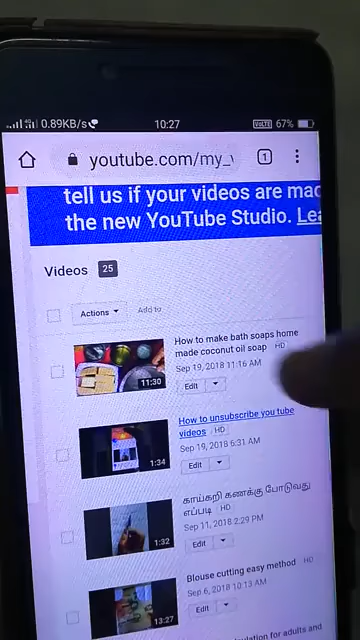 0.89KB/s 10:27 VoLTE 67%
youtube.com/my_v 1
tell us if your videos are mad
the new YouTube Studio. Lea
Videos 25
Actions Add to
How to make bath soaps home
made coconut oil soap HD
Sep 19, 2018 11:16 AM
11:30
Edit
How to unsubscribe you tube
videos HD
Sep 19, 2018 6:31 AM
1:34
Edit
காய்கறி கணக்கு போடுவது
எப்படி HD
Sep 11, 2018 2:29 PM
1:32
Edit
Blouse cutting easy method HD
Sep 6, 2018 10:13 AM
13:27
Edit